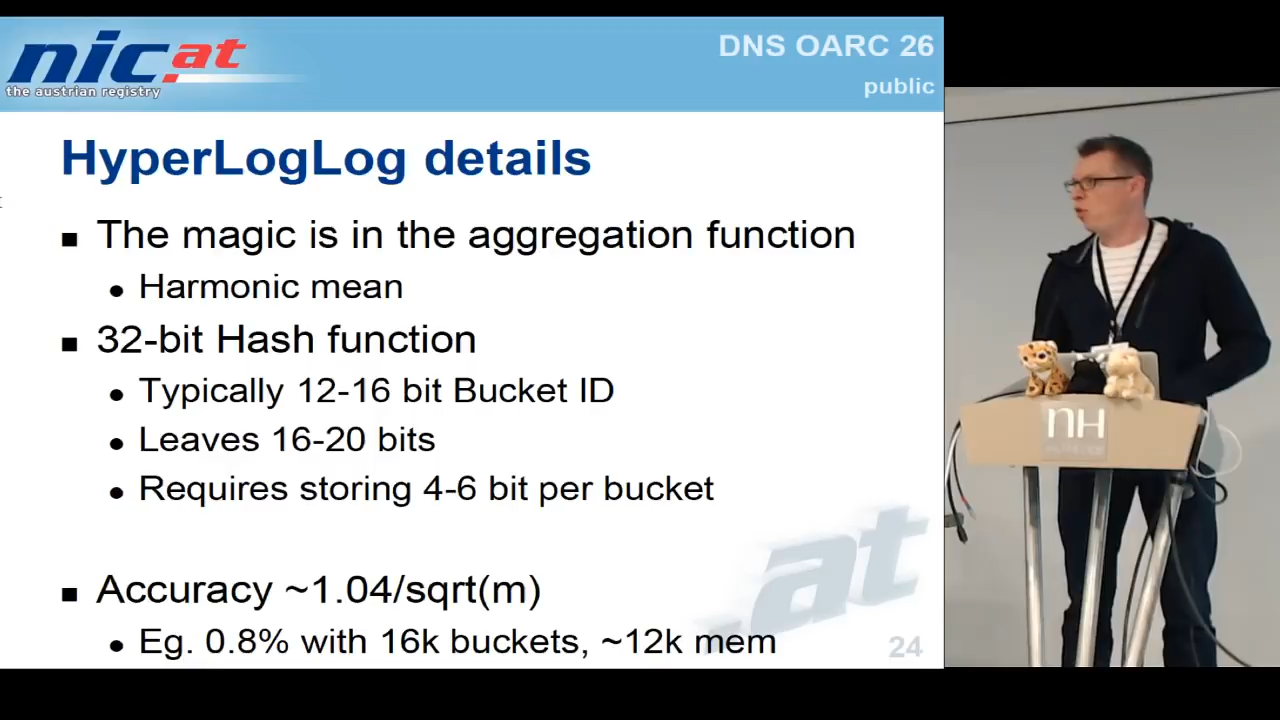 nic.at
the austrian registry
DNS OARC 26
public
HyperLogLog details
The magic is in the aggregation function
Harmonic mean
32-bit Hash function
Typically 12-16 bit Bucket ID
Leaves 16-20 bits
Requires storing 4-6 bit per bucket
Accuracy ~1.04/sqrt(m)
Eg. 0.8% with 16k buckets, ~12k mem
.at
24
NH